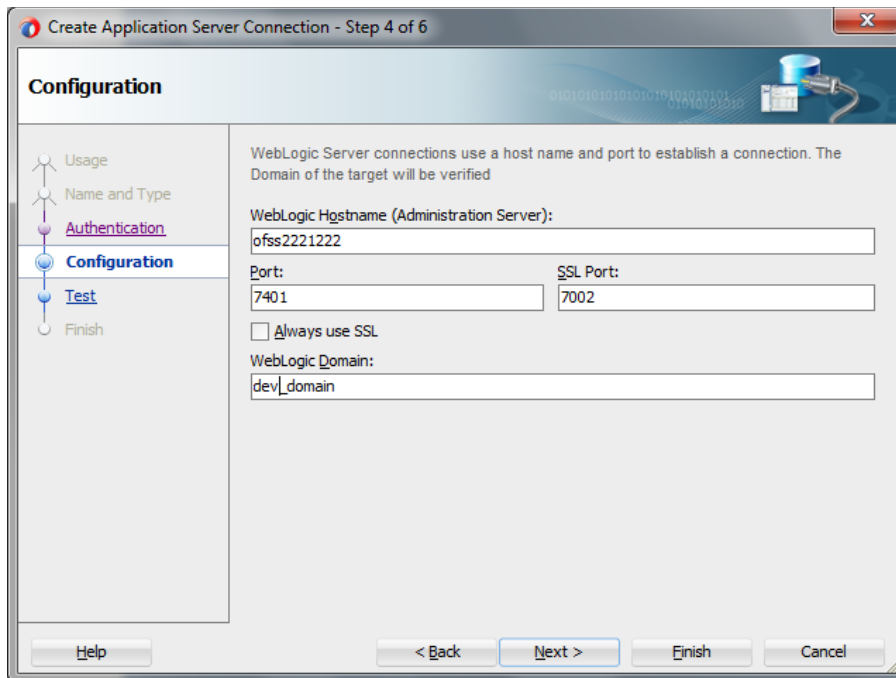 Create Application Server Connection - Step 4 of 6
x
Configuration
Usage
Name and Type
Authentication
Configuration
Test
Finish
WebLogic Server connections use a host name and port to establish a connection. The
Domain of the target will be verified
WebLogic Hostname (Administration Server):
ofss2221222
Port:
SSL Port:
7401
7002
Always use SSL
WebLogic Domain:
dev_domain
Help
< Back
Next >
Finish
Cancel